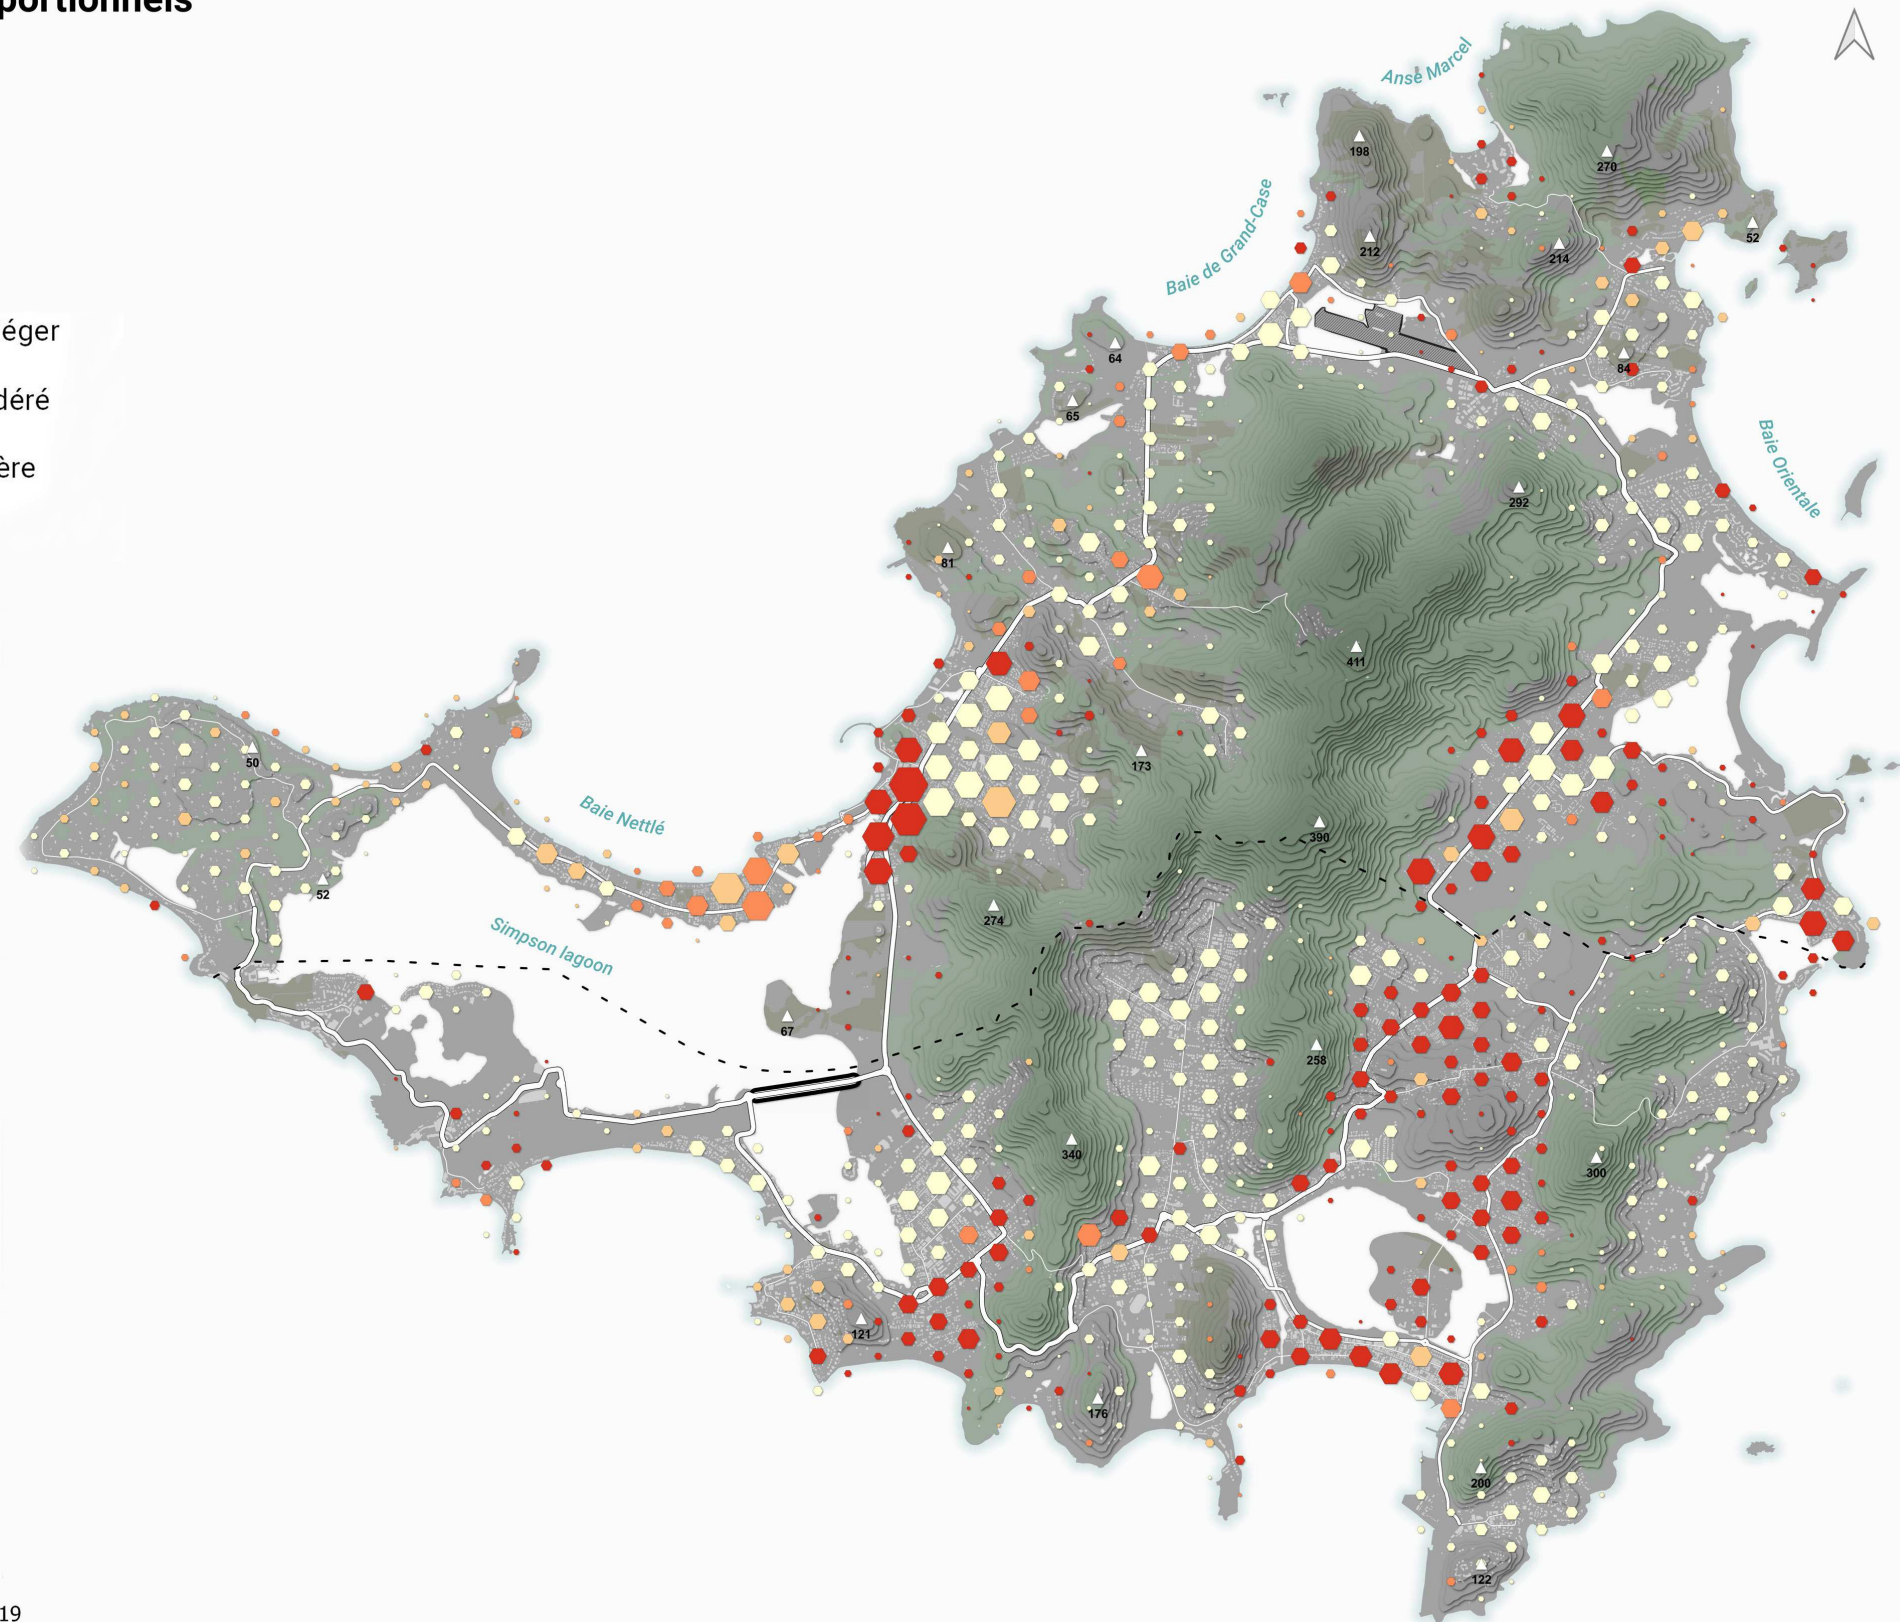 portionnels
Anse Marcel
198
270
Baie de Grand-Case
212
214
52
éger
64
84
déré
65
Baie Orientale
ère
292
81
411
50
173
Baie Nettlé
390
52
274
Simpson lagoon
67
258
340
300
121
176
200
122
19